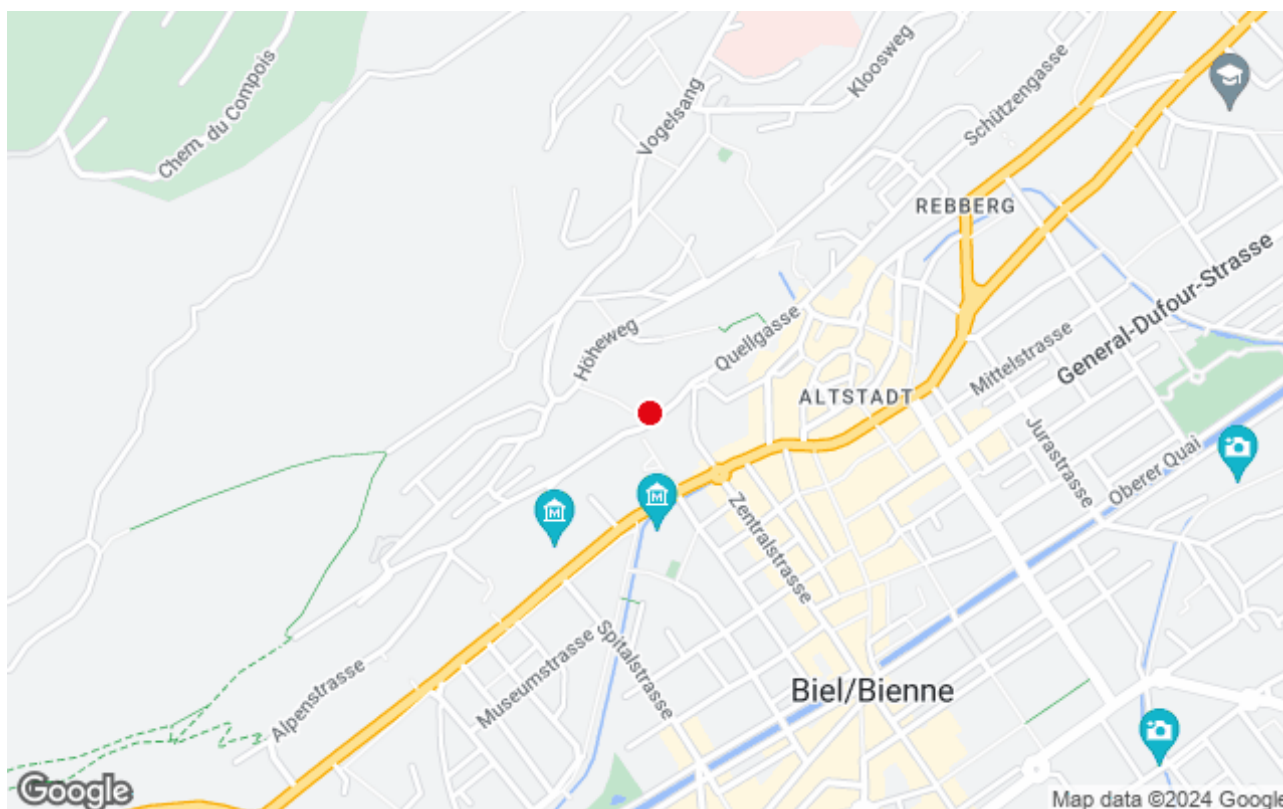 Chem. du Compois
Vogelsang
Kloosweg
Schützengasse
REBBERG
General-Dufour-Strasse
Mittelstrasse
Höheweg
Quellgasse
ALTSTADT
Jurastrasse
Oberer Quai
M
M
Zentralstrasse
Spitalstrasse
Museumstrasse
Alpenstrasse
Biel/Bienne
Google
Map data ©2024 Google